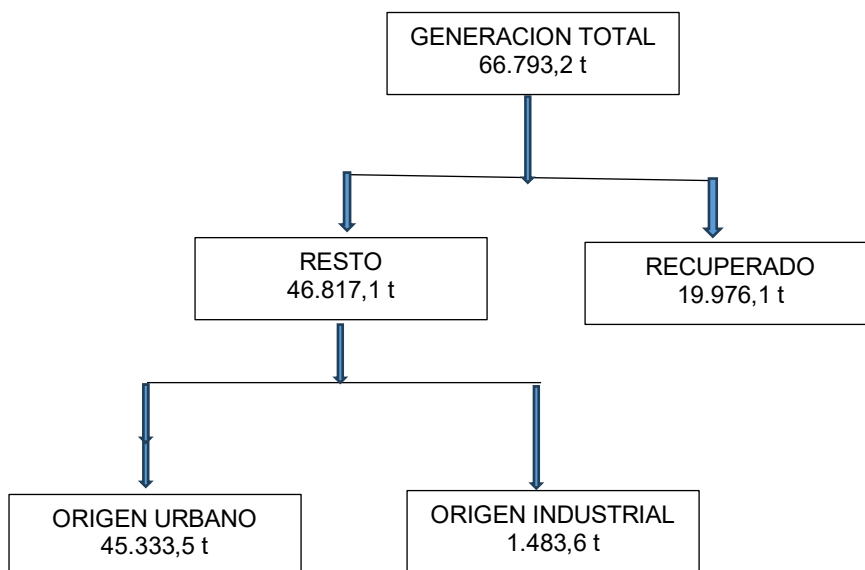 GENERACION TOTAL
66.793,2 t
RESTO
46.817,1 t
RECUPERADO
19.976,1 t
ORIGEN URBANO
45.333,5 t
ORIGEN INDUSTRIAL
1.483,6 t